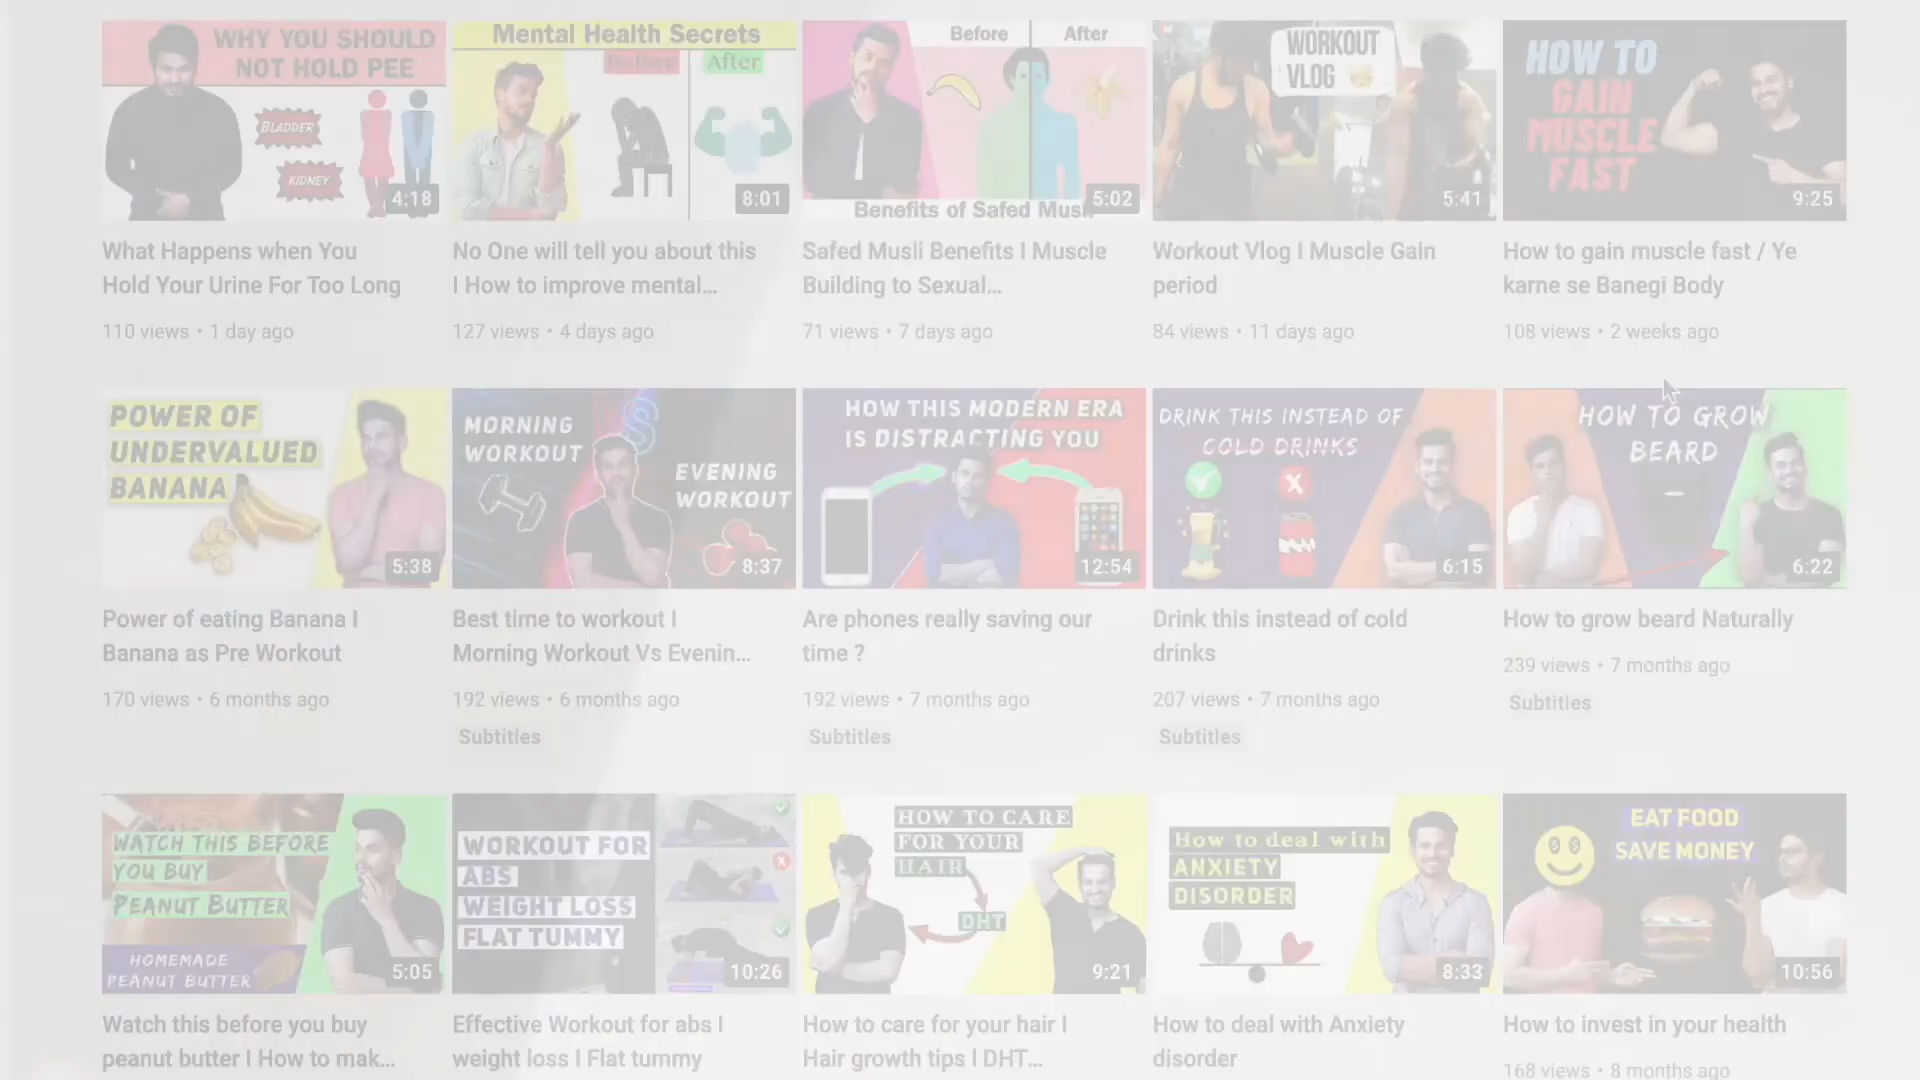 WHY YOU SHOULD
NOT HOLD PEE
BLADDER
KIDNEY
4:18
What Happens when You
Hold Your Urine For Too Long
110 views • 1 day ago
Mental Health Secrets
Before
After
8:01
No One will tell you about this
I How to improve mental...
127 views • 4 days ago
Before
After
5:02
Benefits of Safed Musli
Safed Musli Benefits I Muscle
Building to Sexual...
71 views • 7 days ago
WORKOUT
VLOG
5:41
Workout Vlog I Muscle Gain
period
84 views • 11 days ago
HOW TO
GAIN
MUSCLE
FAST
9:25
How to gain muscle fast / Ye
karne se Banegi Body
108 views • 2 weeks ago
POWER OF
UNDERVALUED
BANANA
5:38
Power of eating Banana I
Banana as Pre Workout
170 views • 6 months ago
MORNING
WORKOUT
EVENING
WORKOUT
8:37
Best time to workout I
Morning Workout Vs Evenin...
192 views • 6 months ago
Subtitles
HOW THIS MODERN ERA
IS DISTRACTING YOU
12:54
Are phones really saving our
time ?
192 views • 7 months ago
Subtitles
DRINK THIS INSTEAD OF
COLD DRINKS
6:15
Drink this instead of cold
drinks
207 views • 7 months ago
Subtitles
HOW TO GROW
BEARD
6:22
How to grow beard Naturally
239 views • 7 months ago
Subtitles
WATCH THIS BEFORE
YOU BUY
PEANUT BUTTER
HOMEMADE
PEANUT BUTTER
5:05
Watch this before you buy
peanut butter I How to mak...
WORKOUT FOR
ABS
WEIGHT LOSS
FLAT TUMMY
10:26
Effective Workout for abs I
weight loss I Flat tummy
HOW TO CARE
FOR YOUR
HAIR
DHT
9:21
How to care for your hair I
Hair growth tips l DHT...
How to deal with
ANXIETY
DISORDER
8:33
How to deal with Anxiety
disorder
EAT FOOD
SAVE MONEY
10:56
How to invest in your health
168 views • 8 months ago